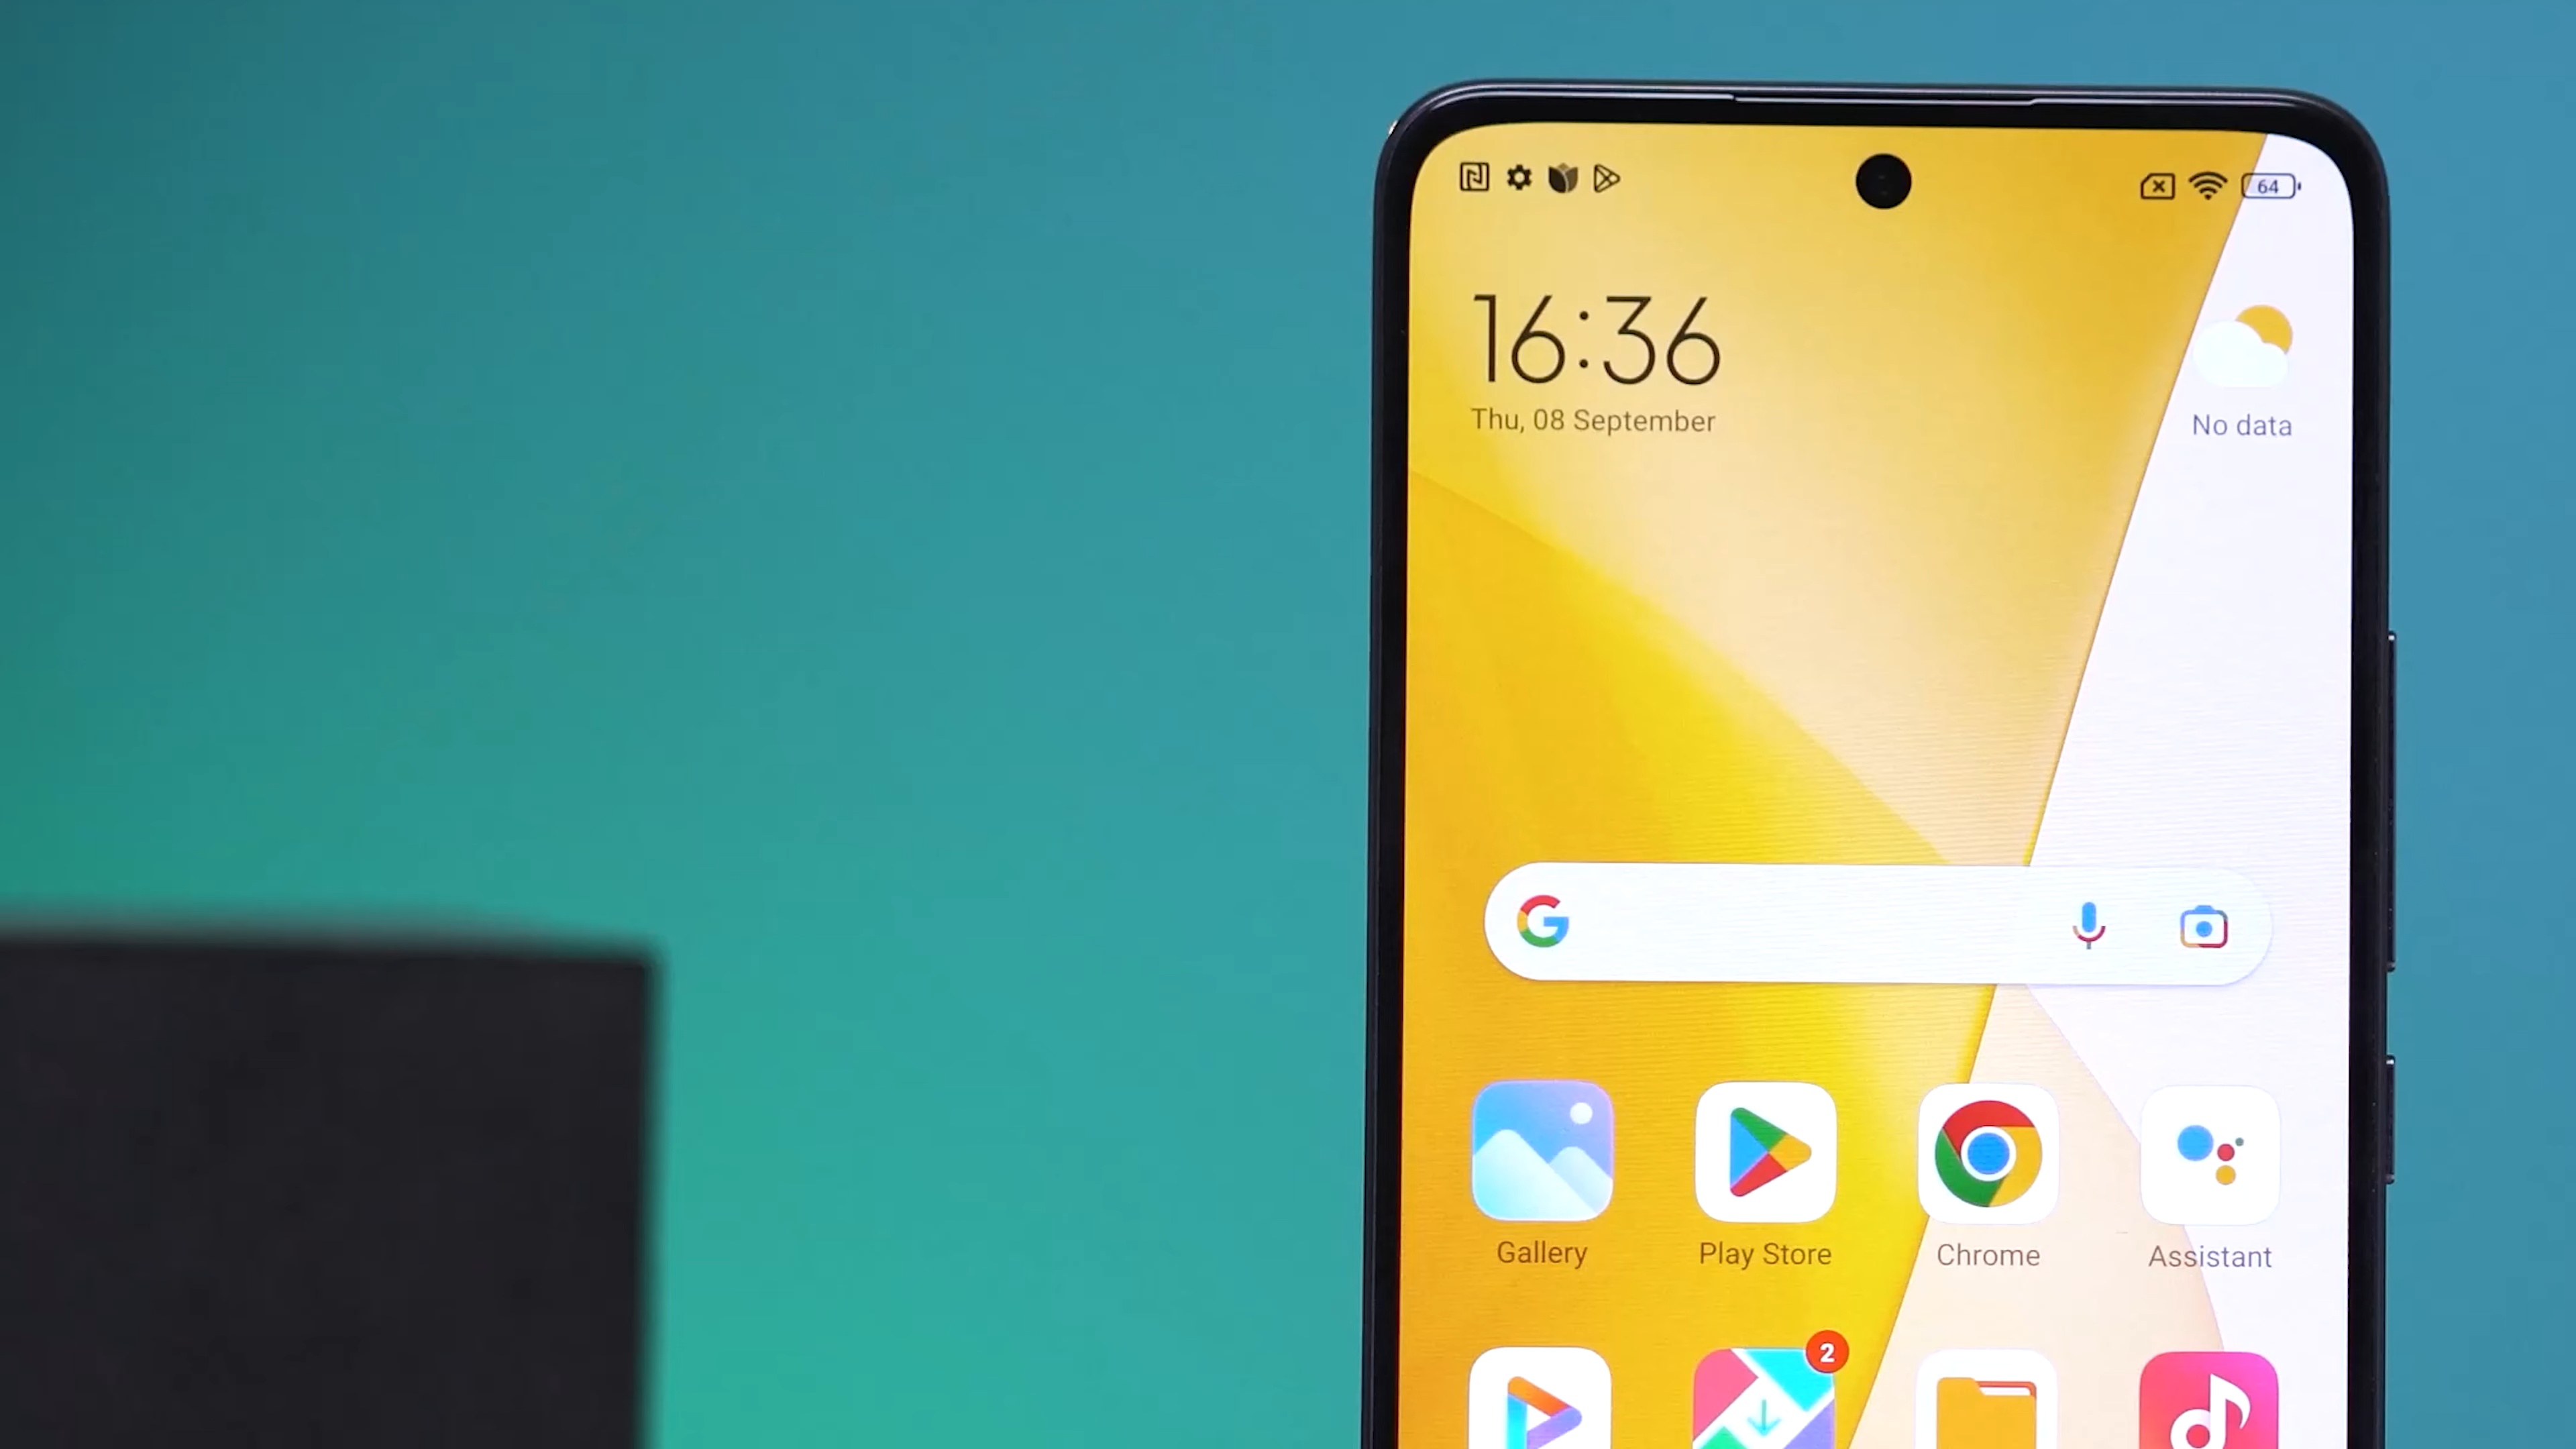 64
16:36
Thu, 08 September
No data
G
Gallery
Play Store
Chrome
Assistant
2